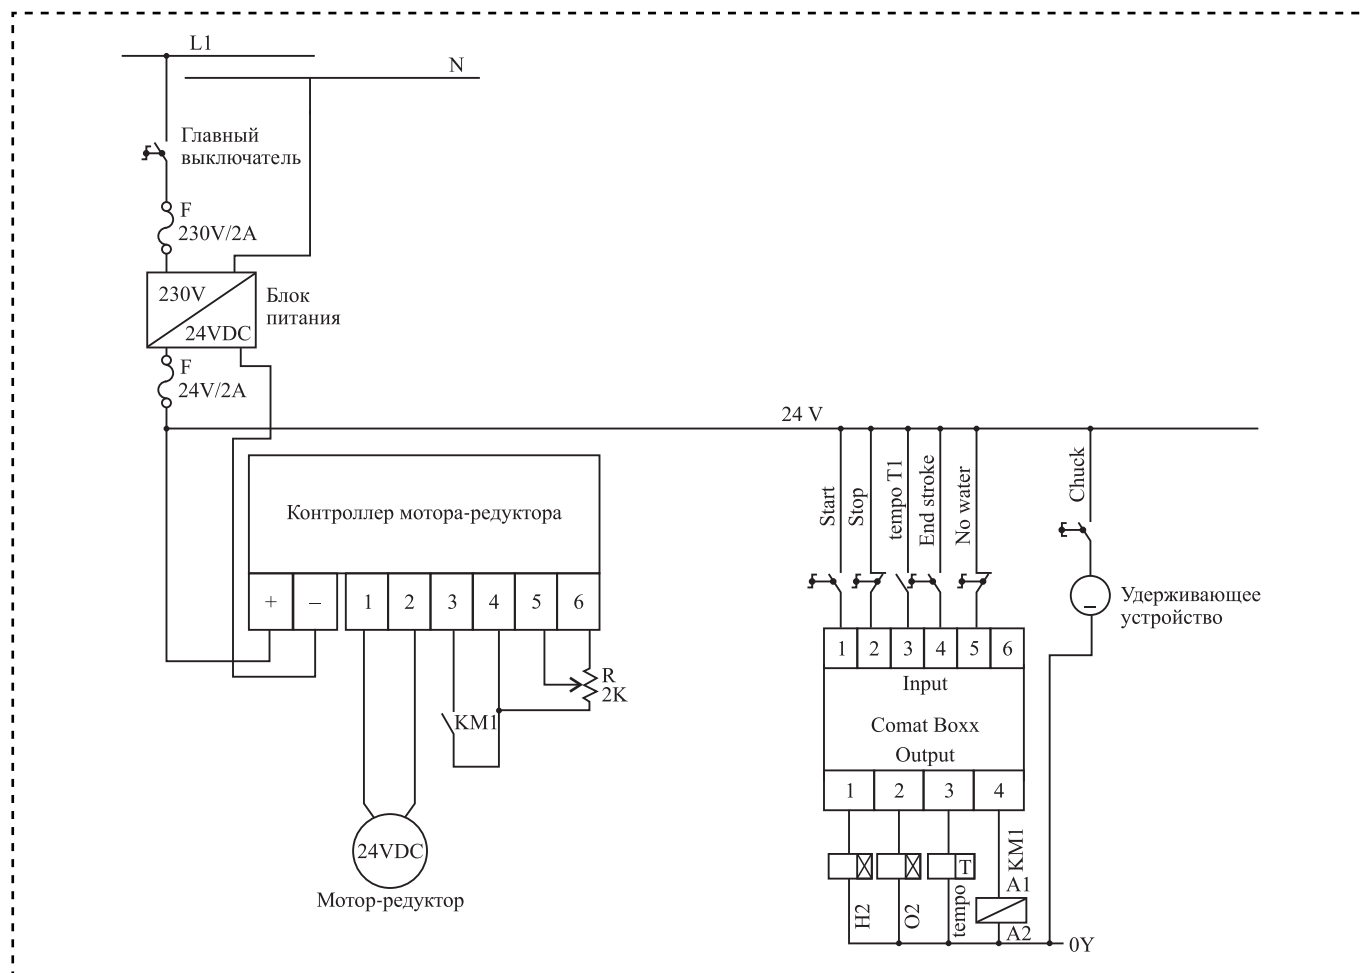 L1
N
Главный
выключатель
F
230V/2A
230V
24VDC
Блок
питания
F
24V/2A
24 V
Контроллер мотора-редуктора
+ – 1 2 3 4 5 6
R
2K
KM1
24VDC
Мотор-редуктор
Start
Stop
tempo T1
End stroke
No water
Chuck
Удерживающее
устройство
1 2 3 4 5 6
Input
Comat Boxx
Output
1 2 3 4
T
H2
O2
tempo
KM1
A1
A2
0Y